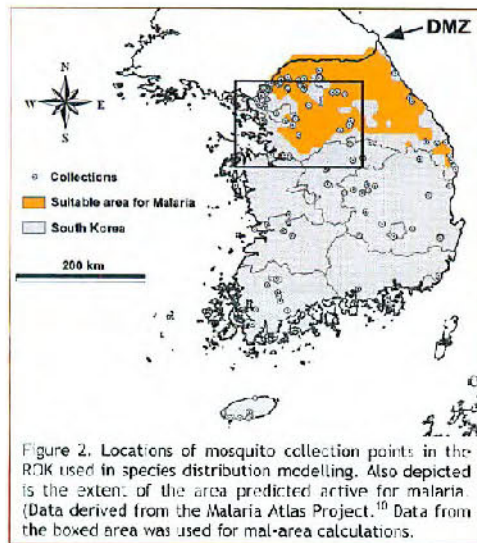 DMZ
N
W E
S
Collections
Suitable area for Malaria
South Korea
200 km
Figure 2. Locations of mosquito collection points in the
ROK used in species distribution modelling. Also depicted
is the extent of the area predicted active for malaria.
(Data derived from the Malaria Atlas Project.10 Data from
the boxed area was used for mal-area calculations.